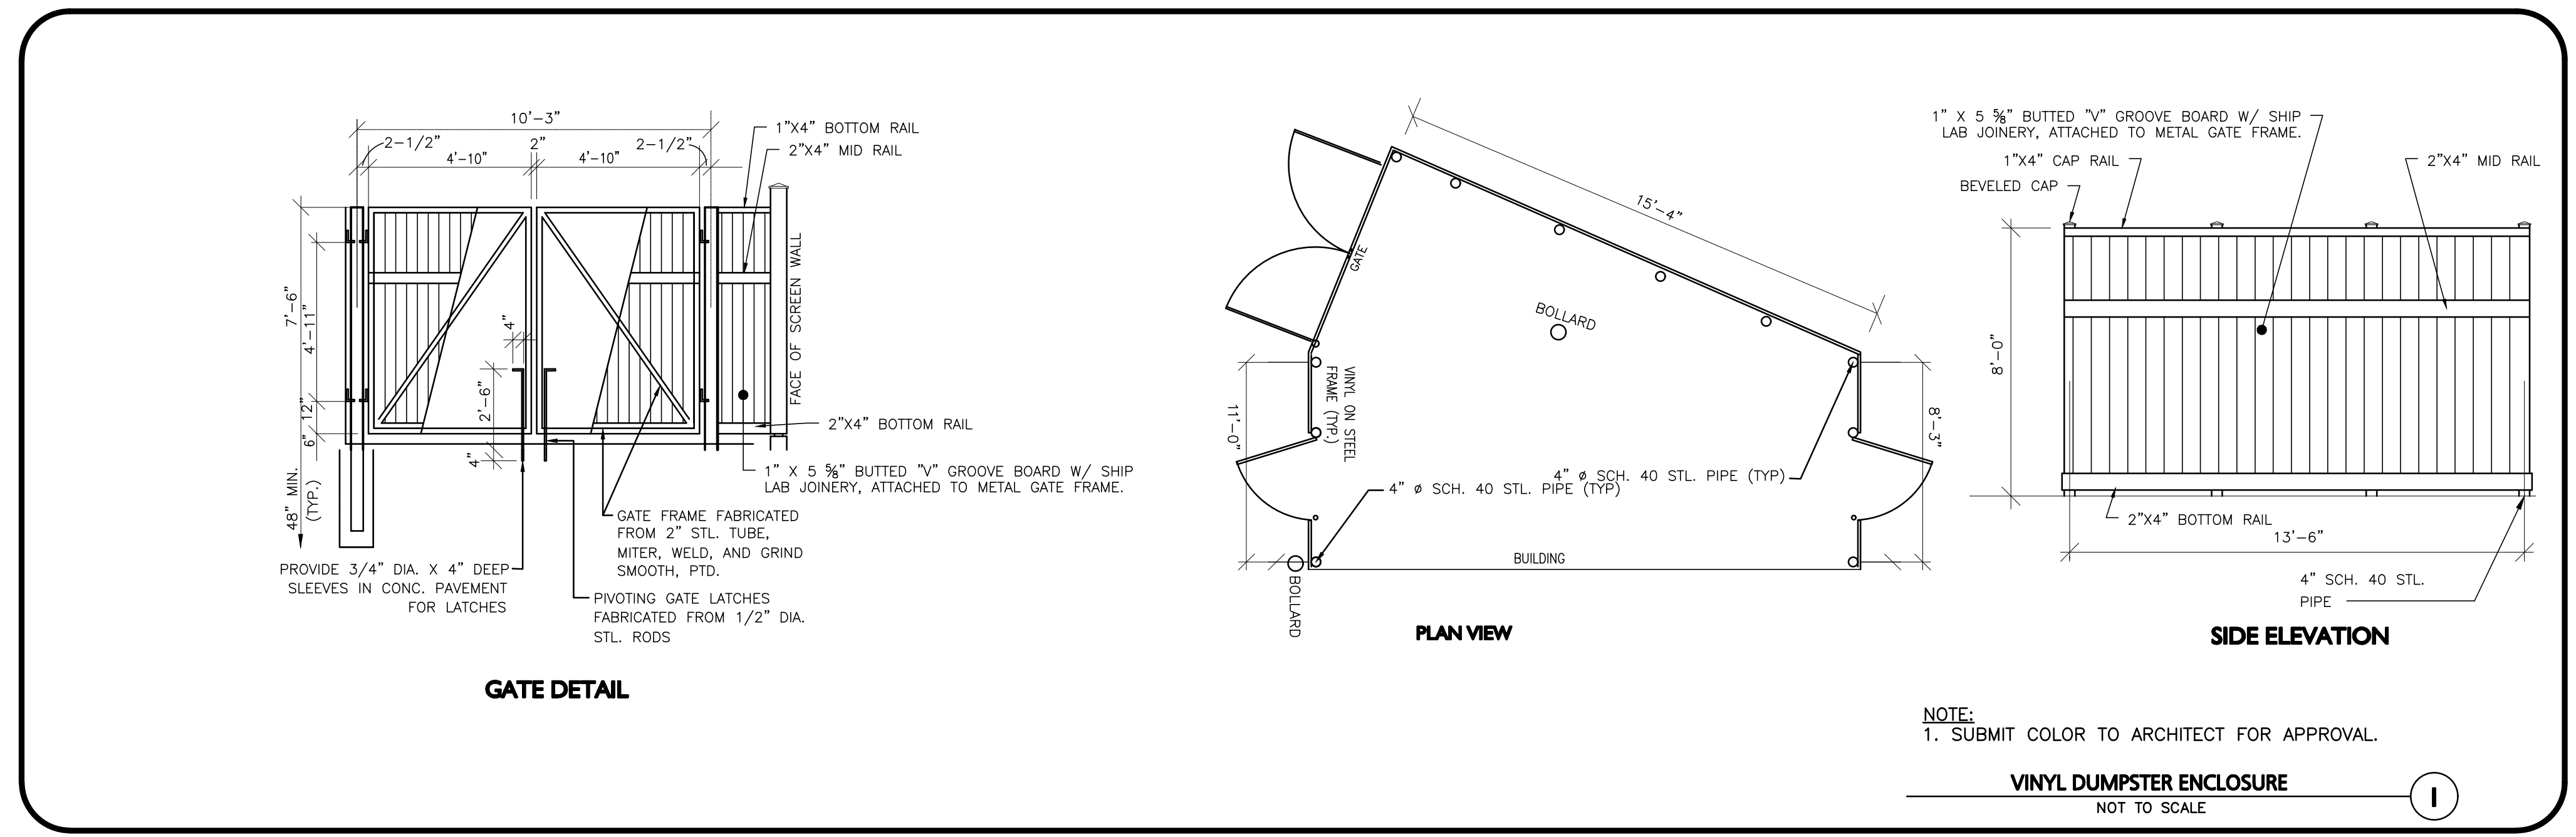 10'-3"
2-1/2"
2"
2-1/2"
4'-10"
4'-10"
1"X4" BOTTOM RAIL
2"X4" MID RAIL
7'-6"
4'-11"
12"
6"
48" MIN.
(TYP.)
4"
2'-6"
4"
FACE OF SCREEN WALL
2"X4" BOTTOM RAIL
1" X 5 ⅝" BUTTED "V" GROOVE BOARD W/ SHIP
LAB JOINERY, ATTACHED TO METAL GATE FRAME.
GATE FRAME FABRICATED
FROM 2" STL. TUBE,
MITER, WELD, AND GRIND
SMOOTH, PTD.
PROVIDE 3/4" DIA. X 4" DEEP
SLEEVES IN CONC. PAVEMENT
FOR LATCHES
PIVOTING GATE LATCHES
FABRICATED FROM 1/2" DIA.
STL. RODS
GATE DETAIL
15'-4"
GATE
BOLLARD
VINYL ON STEEL
FRAME (TYP.)
11'-0"
8'-3"
4" ø SCH. 40 STL. PIPE (TYP)
4" ø SCH. 40 STL. PIPE (TYP)
BUILDING
BOLLARD
PLAN VIEW
1" X 5 ⅝" BUTTED "V" GROOVE BOARD W/ SHIP
LAB JOINERY, ATTACHED TO METAL GATE FRAME.
1"X4" CAP RAIL
2"X4" MID RAIL
BEVELED CAP
8'-0"
2"X4" BOTTOM RAIL
13'-6"
4" SCH. 40 STL.
PIPE
SIDE ELEVATION
NOTE:
1. SUBMIT COLOR TO ARCHITECT FOR APPROVAL.
VINYL DUMPSTER ENCLOSURE
NOT TO SCALE
1